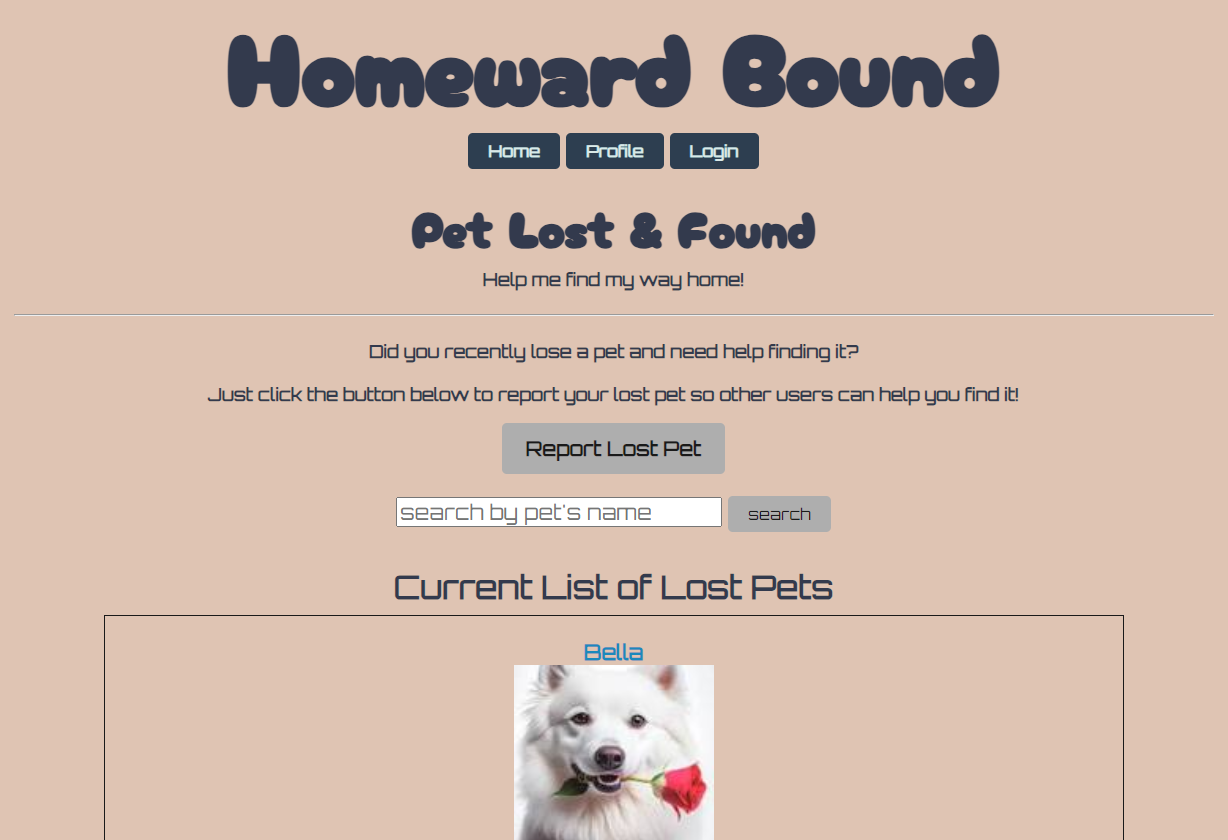 Homeward Bound
Home Profile Login
Pet Lost & Found
Help me find my way home!
Did you recently lose a pet and need help finding it?
Just click the button below to report your lost pet so other users can help you find it!
Report Lost Pet
search by pet's name search
Current List of Lost Pets
Bella